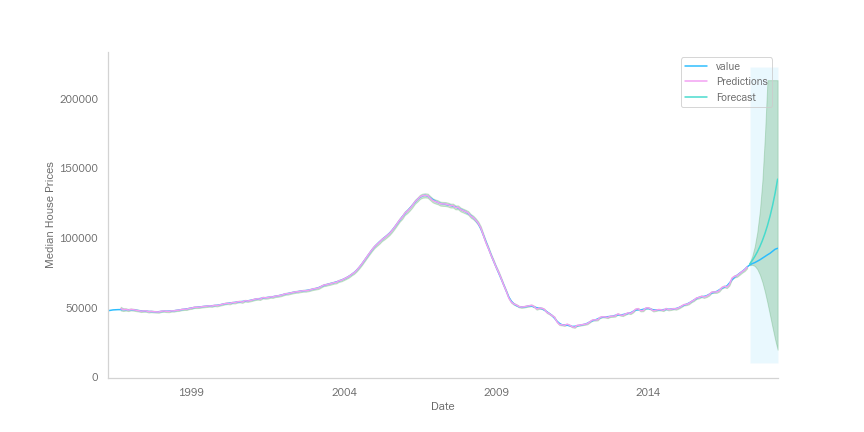 value
Predictions
Forecast
200000
150000
100000
50000
0
Median House Prices
1999 2004 2009 2014
Date